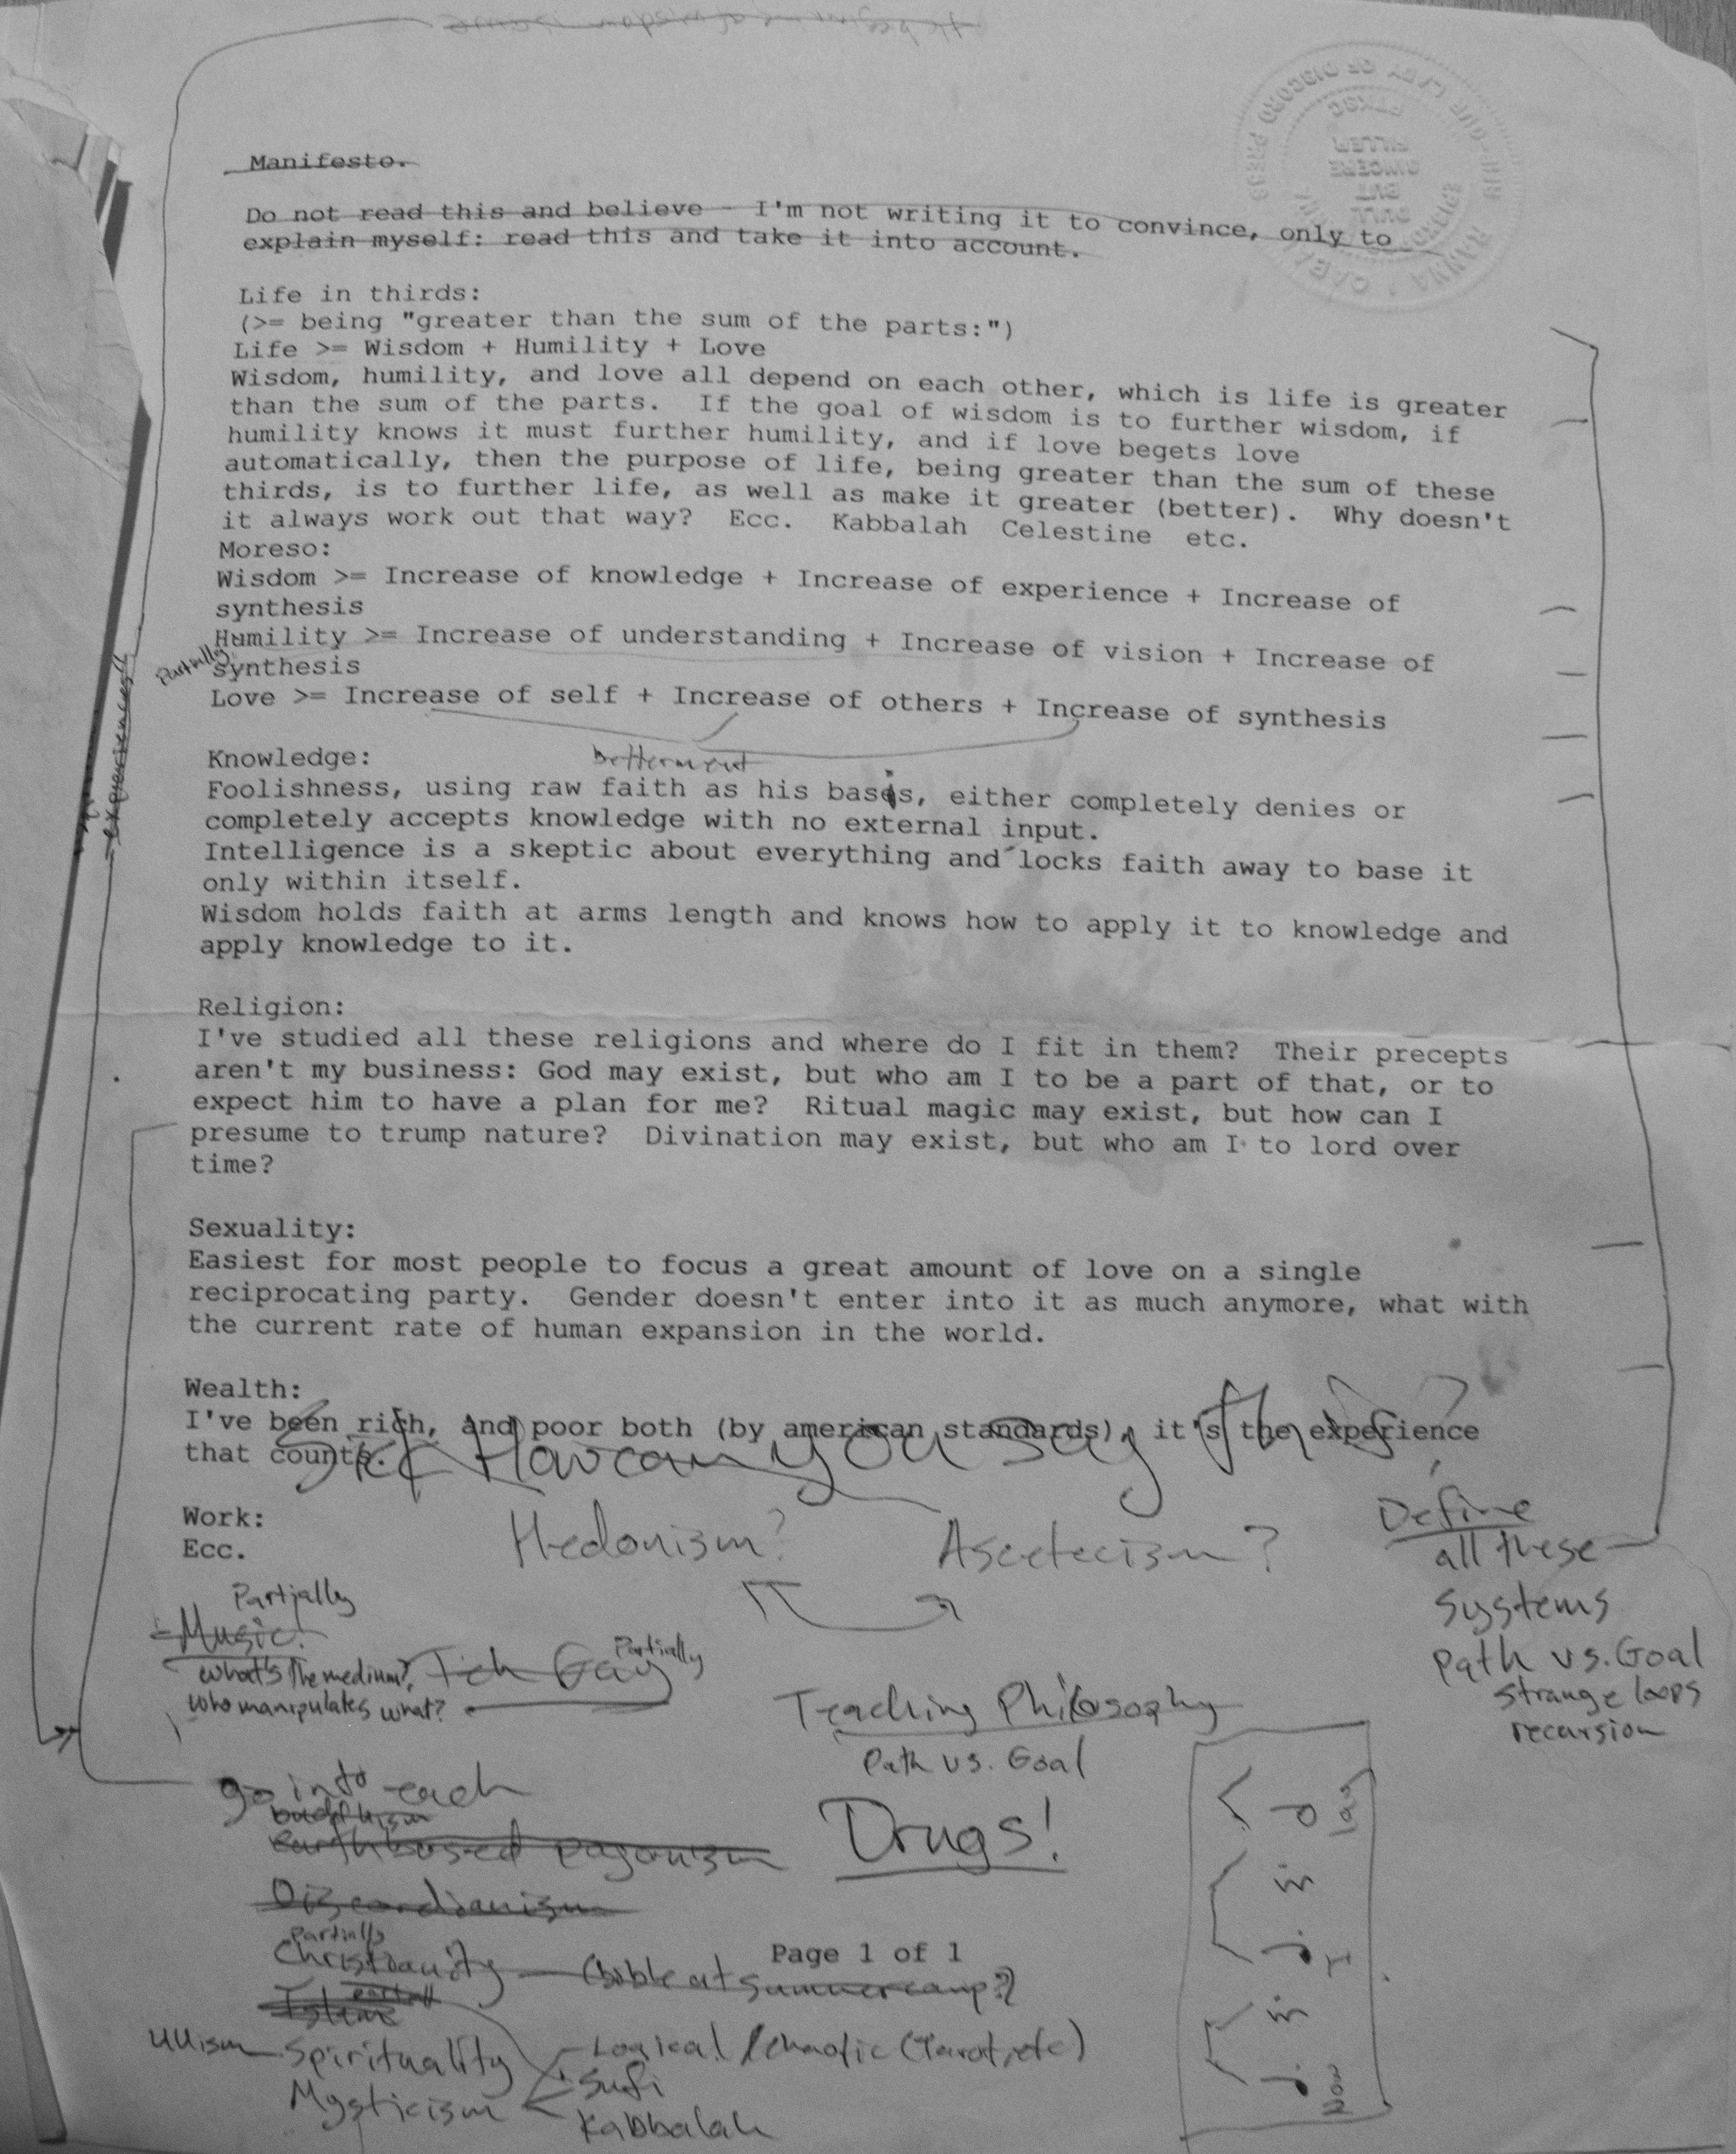 Manifesto.
Do not read this and believe - I'm not writing it to convince, only to
explain myself: read this and take it into account.
Life in thirds:
(>= being "greater than the sum of the parts:")
Life >= Wisdom + Humility + Love
Wisdom, humility, and love all depend on each other, which is life is greater
than the sum of the parts. If the goal of wisdom is to further wisdom, if
humility knows it must further humility, and if love begets love
automatically, then the purpose of life, being greater than the sum of these
thirds, is to further life, as well as make it greater (better). Why doesn't
it always work out that way? Ecc. Kabbalah Celestine etc.
Moreso:
Wisdom >= Increase of knowledge + Increase of experience + Increase of
synthesis
Humility >= Increase of understanding + Increase of vision + Increase of
Partially
synthesis
Love >= Increase of self + Increase of others + Increase of synthesis
experiences
betterment
Knowledge:
Foolishness, using raw faith as his basis, either completely denies or
completely accepts knowledge with no external input.
Intelligence is a skeptic about everything and locks faith away to base it
only within itself.
Wisdom holds faith at arms length and knows how to apply it to knowledge and
apply knowledge to it.
Religion:
I've studied all these religions and where do I fit in them? Their precepts
aren't my business: God may exist, but who am I to be a part of that, or to
expect him to have a plan for me? Ritual magic may exist, but how can I
presume to trump nature? Divination may exist, but who am I to lord over
time?
Sexuality:
Easiest for most people to focus a great amount of love on a single
reciprocating party. Gender doesn't enter into it as much anymore, what with
the current rate of human expansion in the world.
Wealth:
I've been rich, and poor both (by american standards), it's the experience
that counts.
How can you say this?
Work:
Ecc.
Hedonism? Ascetecism?
Define
all these
systems
path vs. Goal
strange loops
recursion
Partially
Music!
what's the medium?
Who manipulates what?
Partially
Teaching Philosophy
Path vs. Goal
Drugs!
go into each
buddhism
earth based paganism
Discordianism
partially
Christianity - (bible at summer camp?)
Page 1 of 1
Islam
UUism Spirituality
Mysticism
Logical / chaotic (Tarot, etc)
Sufi
Kabbalah
OUR LADY OF DISCORD PRESS
DULL
BUT
SINCERE
FILLER